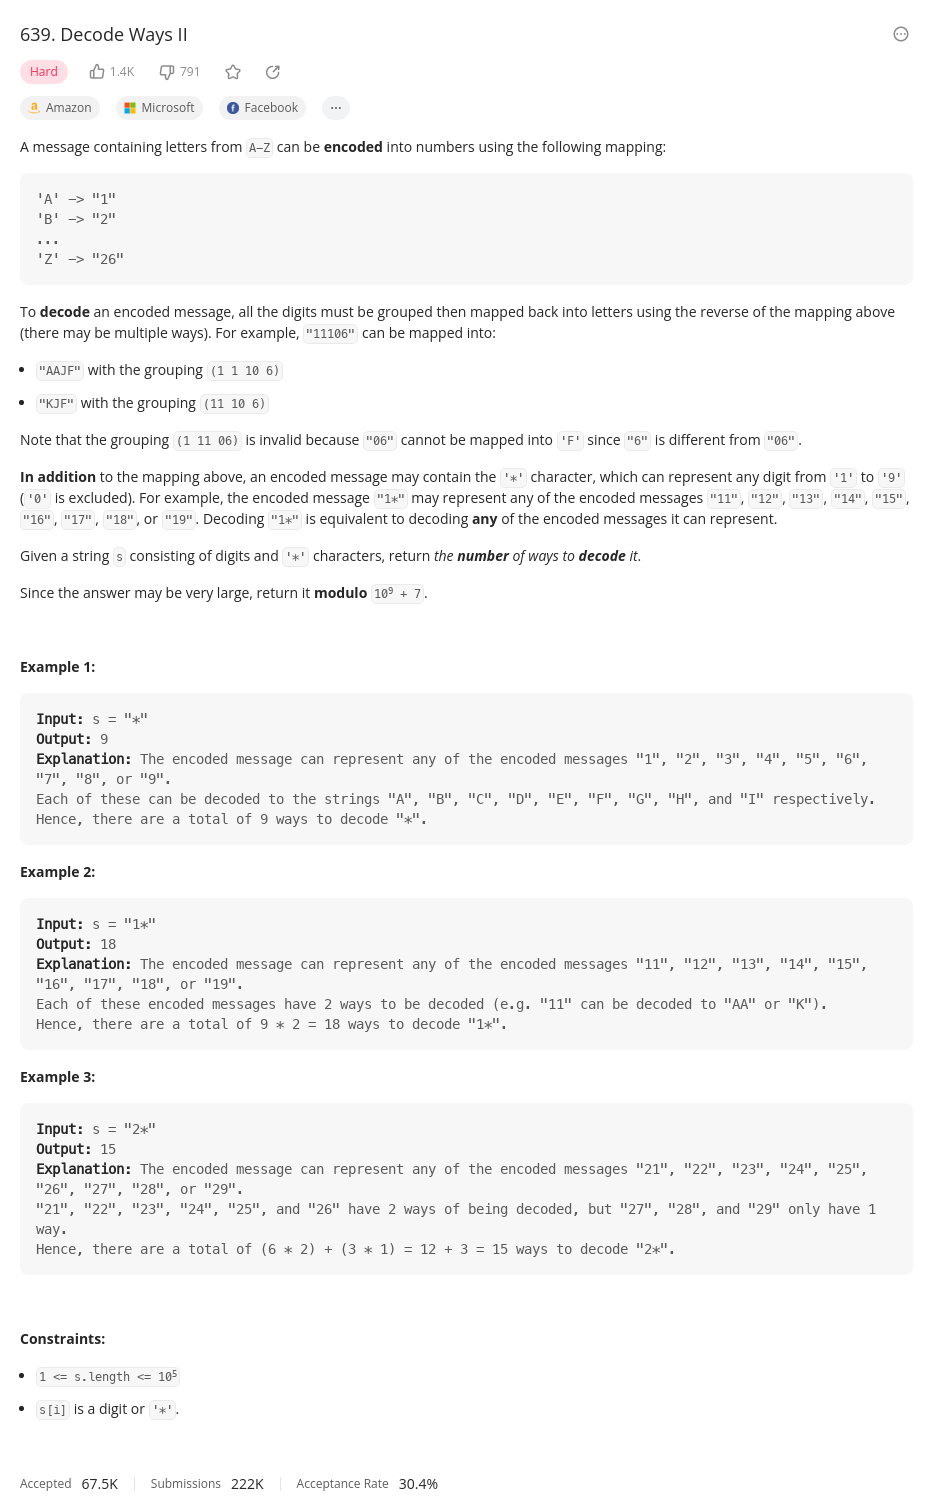 639. Decode Ways II
Hard 1.4K 791
Amazon Microsoft Facebook ...
A message containing letters from A-Z can be encoded into numbers using the following mapping:
'A' -> "1"
'B' -> "2"
...
'Z' -> "26"
To decode an encoded message, all the digits must be grouped then mapped back into letters using the reverse of the mapping above
(there may be multiple ways). For example, "11106" can be mapped into:
• "AAJF" with the grouping (1 1 10 6)
• "KJF" with the grouping (11 10 6)
Note that the grouping (1 11 06) is invalid because "06" cannot be mapped into 'F' since "6" is different from "06".
In addition to the mapping above, an encoded message may contain the '*' character, which can represent any digit from '1' to '9'
('0' is excluded). For example, the encoded message "1*" may represent any of the encoded messages "11", "12", "13", "14", "15",
"16", "17", "18", or "19". Decoding "1*" is equivalent to decoding any of the encoded messages it can represent.
Given a string s consisting of digits and '*' characters, return the number of ways to decode it.
Since the answer may be very large, return it modulo 10⁹ + 7.
Example 1:
Input: s = "*"
Output: 9
Explanation: The encoded message can represent any of the encoded messages "1", "2", "3", "4", "5", "6",
"7", "8", or "9".
Each of these can be decoded to the strings "A", "B", "C", "D", "E", "F", "G", "H", and "I" respectively.
Hence, there are a total of 9 ways to decode "*".
Example 2:
Input: s = "1*"
Output: 18
Explanation: The encoded message can represent any of the encoded messages "11", "12", "13", "14", "15",
"16", "17", "18", or "19".
Each of these encoded messages have 2 ways to be decoded (e.g. "11" can be decoded to "AA" or "K").
Hence, there are a total of 9 * 2 = 18 ways to decode "1*".
Example 3:
Input: s = "2*"
Output: 15
Explanation: The encoded message can represent any of the encoded messages "21", "22", "23", "24", "25",
"26", "27", "28", or "29".
"21", "22", "23", "24", "25", and "26" have 2 ways of being decoded, but "27", "28", and "29" only have 1
way.
Hence, there are a total of (6 * 2) + (3 * 1) = 12 + 3 = 15 ways to decode "2*".
Constraints:
• 1 <= s.length <= 10⁵
• s[i] is a digit or '*'.
Accepted 67.5K Submissions 222K Acceptance Rate 30.4%